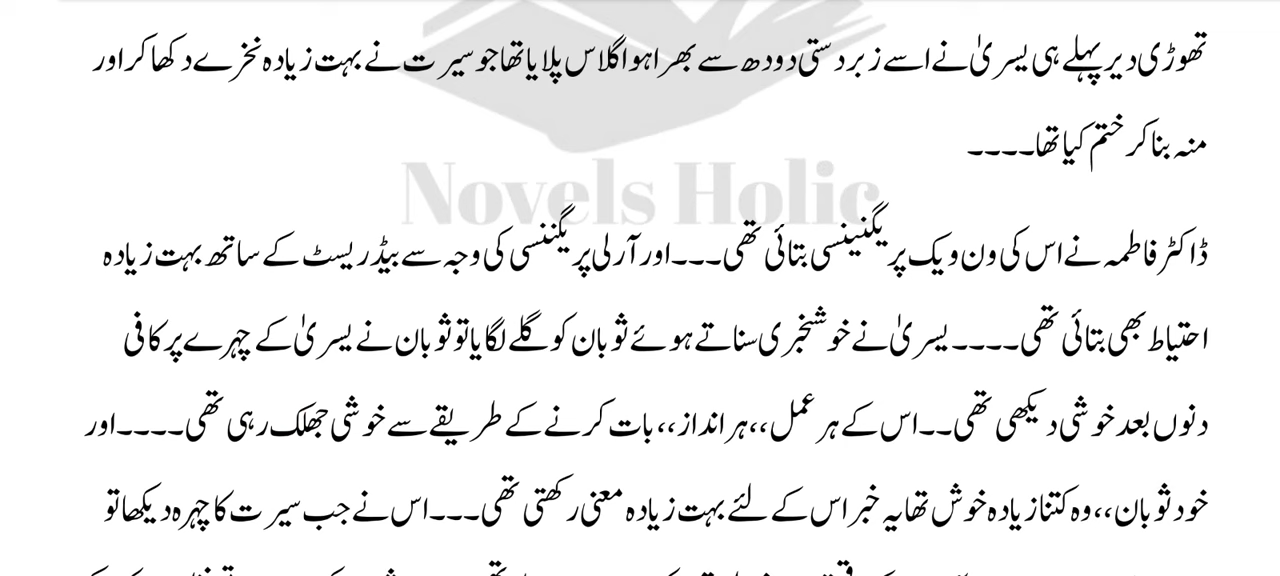 تھوڑی دیر پہلے ہی یسریٰ نے اسے زبردستی دودھ سے بھرا ہوا گلاس پلایا تھا جو سیرت نے بہت زیادہ نخرے دکھا کر اور
منہ بنا کر ختم کیا تھا۔۔۔۔
Novels Holic
ڈاکٹر فاطمہ نے اس کی ون ویک پریگنینسی بتائی تھی۔۔۔اور آرلی پریگننسی کی وجہ سے بیڈ ریسٹ کے ساتھ بہت زیادہ
احتیاط بھی بتائی تھی۔۔۔۔ یسریٰ نے خوشخبری سناتے ہوئے ثوبان کو گلے لگایا تو ثوبان نے یسریٰ کے چہرے پر کافی
دنوں بعد خوشی دیکھی تھی۔۔اس کے ہر عمل،،ہر انداز،،بات کرنے کے طریقے سے خوشی جھلک رہی تھی۔۔۔۔اور
خود ثوبان،،وہ کتنا زیادہ خوش تھا یہ خبر اس کے لئے بہت زیادہ معنی رکھتی تھی۔۔۔اس نے جب سیرت کا چہرہ دیکھا تو